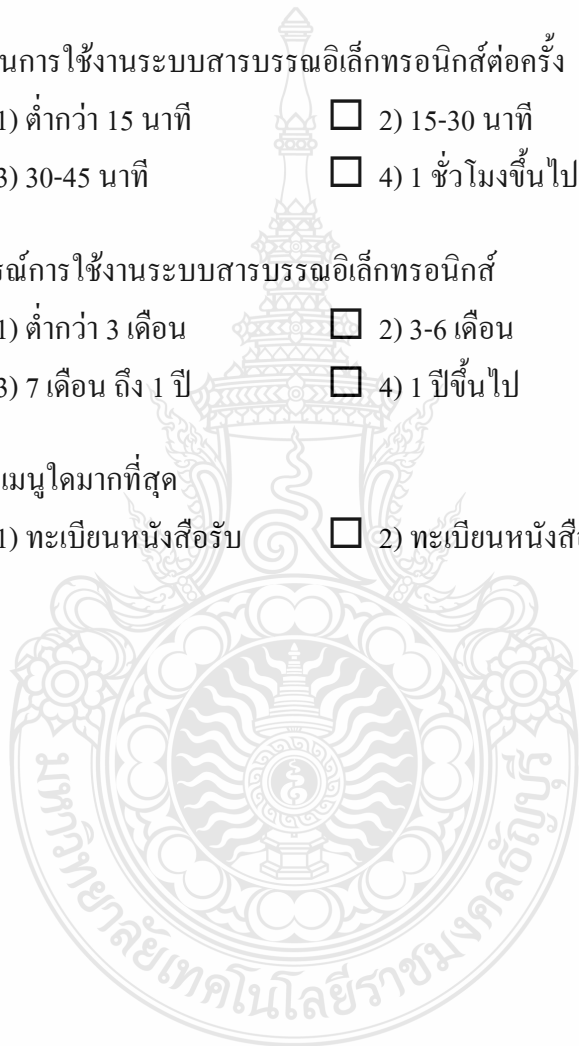 นการใช้งานระบบสารบรรณอิเล็กทรอนิกส์ต่อครั้ง
1) ต่ำกว่า 15 นาที ☐ 2) 15-30 นาที
3) 30-45 นาที ☐ 4) 1 ชั่วโมงขึ้นไป
รณ์การใช้งานระบบสารบรรณอิเล็กทรอนิกส์
1) ต่ำกว่า 3 เดือน ☐ 2) 3-6 เดือน
3) 7 เดือน ถึง 1 ปี ☐ 4) 1 ปีขึ้นไป
เมนูใดมากที่สุด
1) ทะเบียนหนังสือรับ ☐ 2) ทะเบียนหนังสือ
มหาวิทยาลัยเทคโนโลยีราชมงคลธัญบุรี